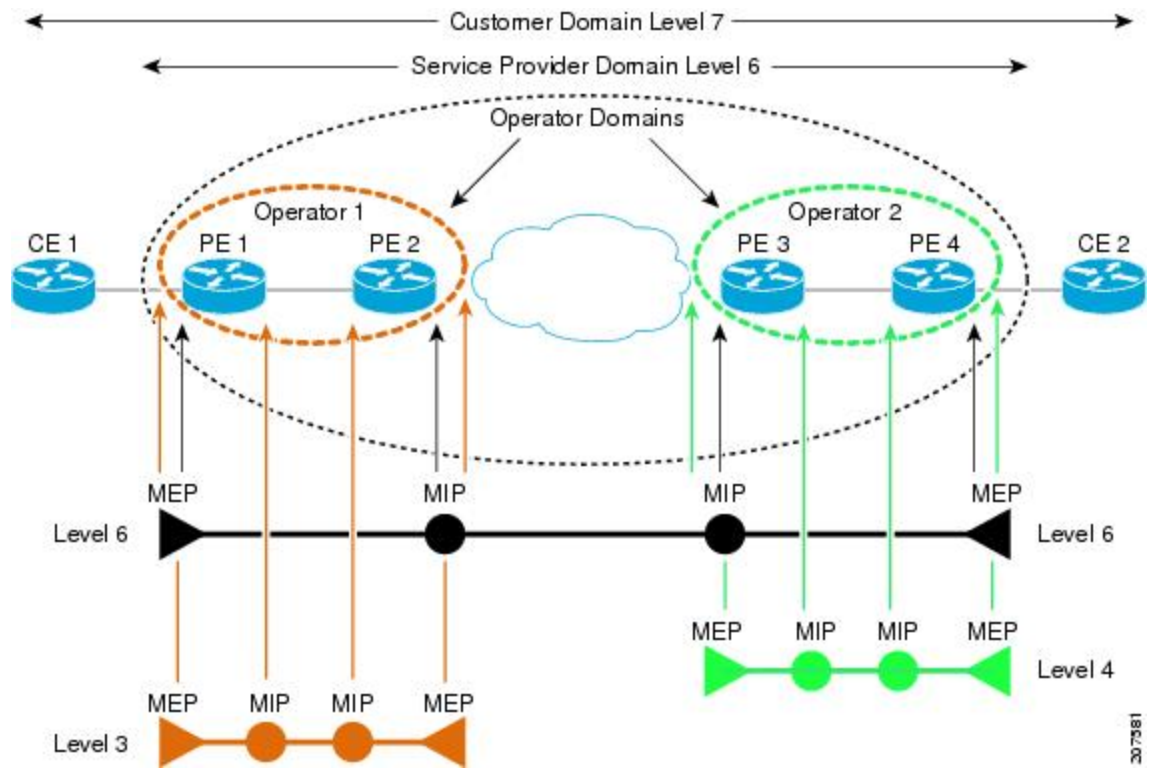 Customer Domain Level 7
Service Provider Domain Level 6
Operator Domains
Operator 1
Operator 2
CE 1
PE 1
PE 2
PE 3
PE 4
CE 2
MEP
MIP
MIP
MEP
Level 6
Level 6
MEP
MIP
MIP
MEP
Level 4
MEP
MIP
MIP
MEP
Level 3
207581